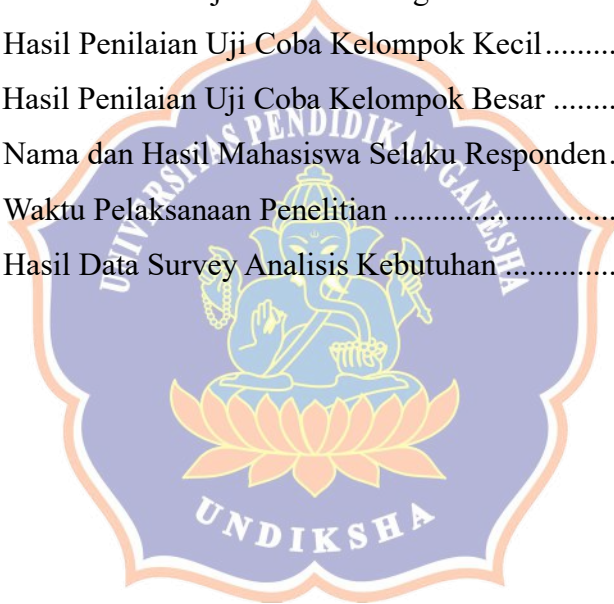 Hasil Penilaian Uji Coba Kelompok Kecil..........
Hasil Penilaian Uji Coba Kelompok Besar .........
Nama dan Hasil Mahasiswa Selaku Responden.
Waktu Pelaksanaan Penelitian ............................
Hasil Data Survey Analisis Kebutuhan ..............
UNIVERSITAS PENDIDIKAN GANESHA
UNDIKSHA